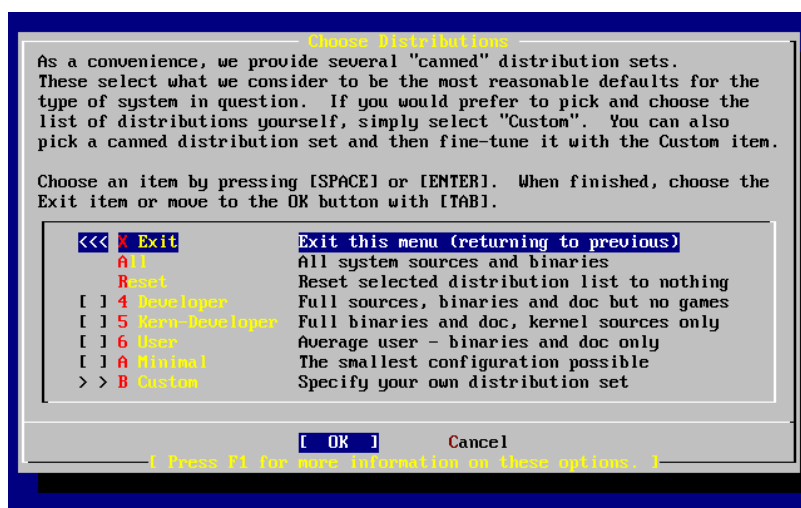 Choose Distributions
As a convenience, we provide several "canned" distribution sets.
These select what we consider to be the most reasonable defaults for the
type of system in question.  If you would prefer to pick and choose the
list of distributions yourself, simply select "Custom".  You can also
pick a canned distribution set and then fine-tune it with the Custom item.
Choose an item by pressing [SPACE] or [ENTER].  When finished, choose the
Exit item or move to the OK button with [TAB].
<<< X Exit Exit this menu (returning to previous)
All All system sources and binaries
Reset Reset selected distribution list to nothing
[ ] 4 Developer Full sources, binaries and doc but no games
[ ] 5 Kern-Developer Full binaries and doc, kernel sources only
[ ] 6 User Average user - binaries and doc only
[ ] A Minimal The smallest configuration possible
> > B Custom Specify your own distribution set
[ OK ] Cancel
[ Press F1 for more information on these options. ]